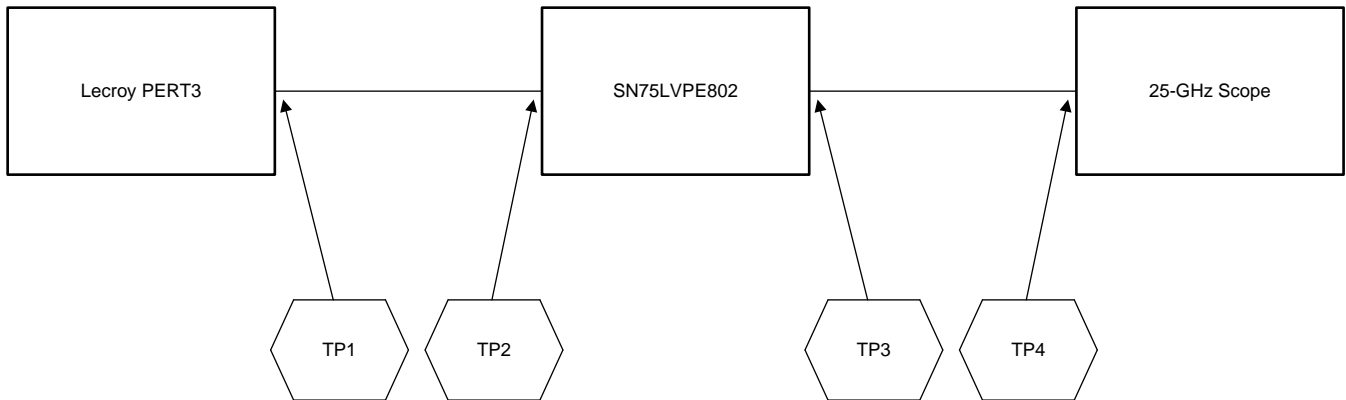 Lecroy PERT3
SN75LVPE802
25-GHz Scope
TP1
TP2
TP3
TP4